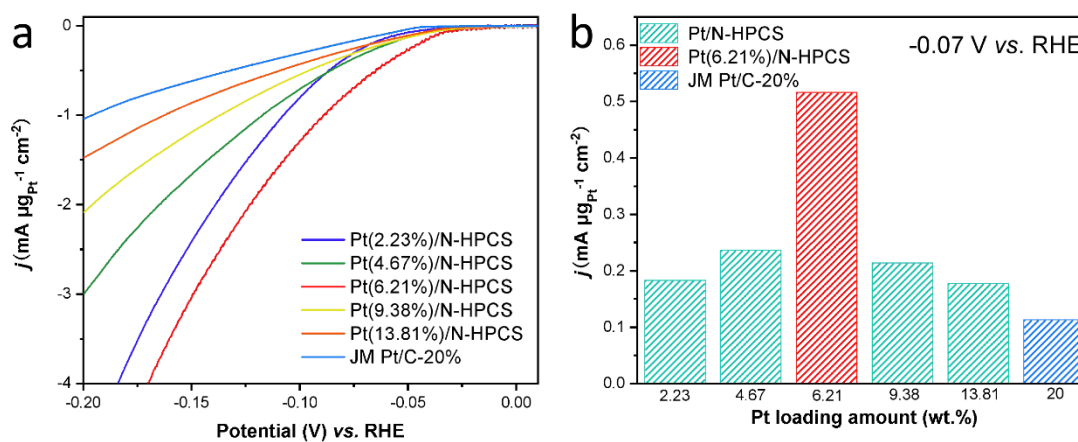 a
j (mA μgPt-1 cm-2)
0
-1
-2
-3
-4
Pt(2.23%)/N-HPCS
Pt(4.67%)/N-HPCS
Pt(6.21%)/N-HPCS
Pt(9.38%)/N-HPCS
Pt(13.81%)/N-HPCS
JM Pt/C-20%
-0.20 -0.15 -0.10 -0.05 0.00
Potential (V) vs. RHE
b
j (mA μgPt-1 cm-2)
0.6
0.5
0.4
0.3
0.2
0.1
0.0
Pt/N-HPCS
Pt(6.21%)/N-HPCS
JM Pt/C-20%
-0.07 V vs. RHE
2.23 4.67 6.21 9.38 13.81 20
Pt loading amount (wt.%)